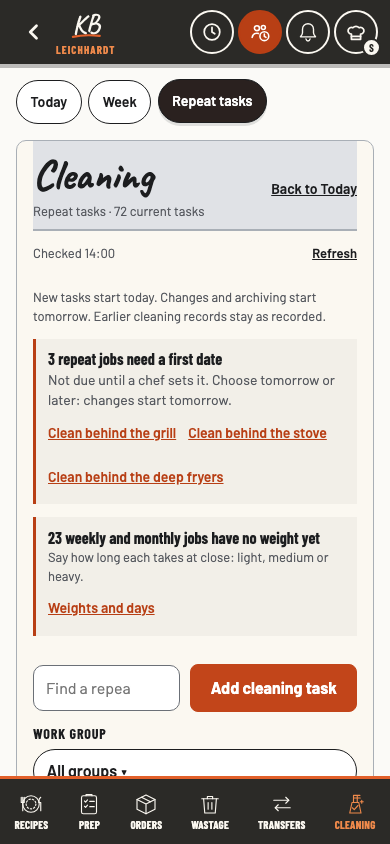 KB
LEICHHARDT
$
Today
Week
Repeat tasks
Cleaning
Back to Today
Repeat tasks · 72 current tasks
Checked 14:00
Refresh
New tasks start today. Changes and archiving start
tomorrow. Earlier cleaning records stay as recorded.
3 repeat jobs need a first date
Not due until a chef sets it. Choose tomorrow or
later: changes start tomorrow.
Clean behind the grill
Clean behind the stove
Clean behind the deep fryers
23 weekly and monthly jobs have no weight yet
Say how long each takes at close: light, medium or
heavy.
Weights and days
Find a repea
Add cleaning task
WORK GROUP
All groups ▾
RECIPES
PREP
ORDERS
WASTAGE
TRANSFERS
CLEANING